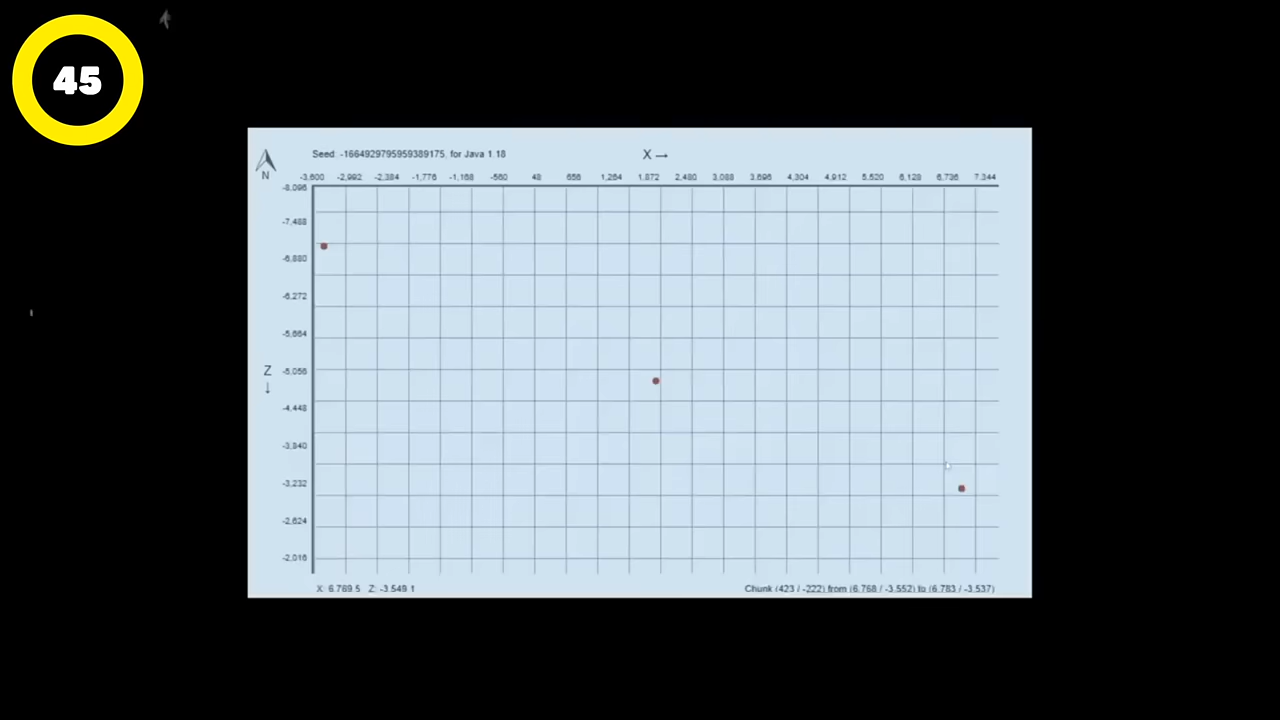 45
Seed: -1664929795959389175, for Java 1.18
X →
N
-3,600 -2,992 -2,384 -1,776 -1,168 -560 48 656 1,264 1,872 2,480 3,088 3,696 4,304 4,912 5,520 6,128 6,736 7,344
-8,096
-7,488
-6,880
-6,272
-5,664
Z
↓
-5,056
-4,448
-3,840
-3,232
-2,624
-2,016
X: 6,769.5 Z: -3,549.1
Chunk (423 / -222) from (6,768 / -3,552) to (6,783 / -3,537)